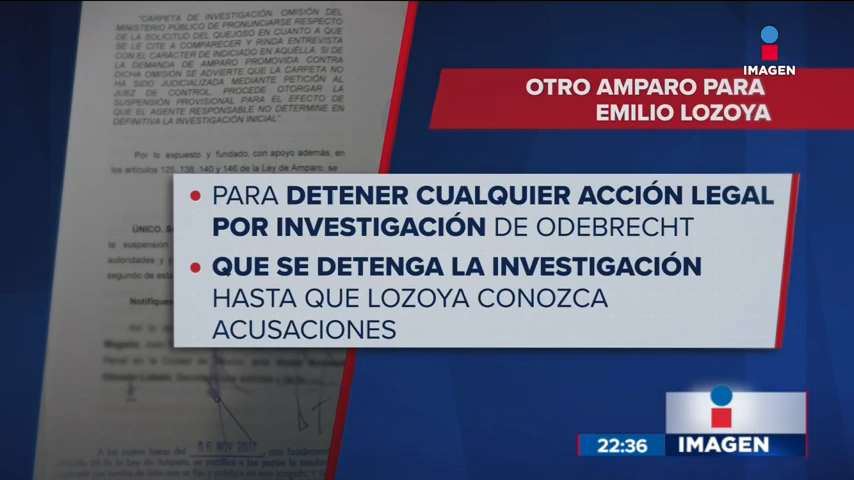 "CARPETA DE INVESTIGACIÓN. OMISIÓN DEL
MINISTERIO PÚBLICO DE PRONUNCIARSE RESPECTO
DE LA SOLICITUD DEL QUEJOSO EN CUANTO A QUE
SE LE CITE A COMPARECER Y RINDA ENTREVISTA
CON EL CARÁCTER DE INDICIADO EN AQUÉLLA. SI DE
LA DEMANDA DE AMPARO PROMOVIDA CONTRA
DICHA OMISIÓN SE ADVIERTE QUE LA CARPETA NO
HA SIDO JUDICIALIZADA MEDIANTE PETICIÓN AL
JUEZ DE CONTROL, PROCEDE OTORGAR LA
SUSPENSIÓN PROVISIONAL PARA EL EFECTO DE
QUE EL AGENTE RESPONSABLE NO DETERMINE EN
DEFINITIVA LA INVESTIGACIÓN INICIAL".
Por lo expuesto y fundado, con apoyo además, en
los artículos 125, 138, 140 y 146 de la Ley de Amparo, se
ÚNICO.
la suspensión
autoridades y
segundo de
Notifíquese
IMAGEN
OTRO AMPARO PARA
EMILIO LOZOYA
• PARA DETENER CUALQUIER ACCIÓN LEGAL
POR INVESTIGACIÓN DE ODEBRECHT
• QUE SE DETENGA LA INVESTIGACIÓN
HASTA QUE LOZOYA CONOZCA
ACUSACIONES
06 NOV 2017
22:36 IMAGEN